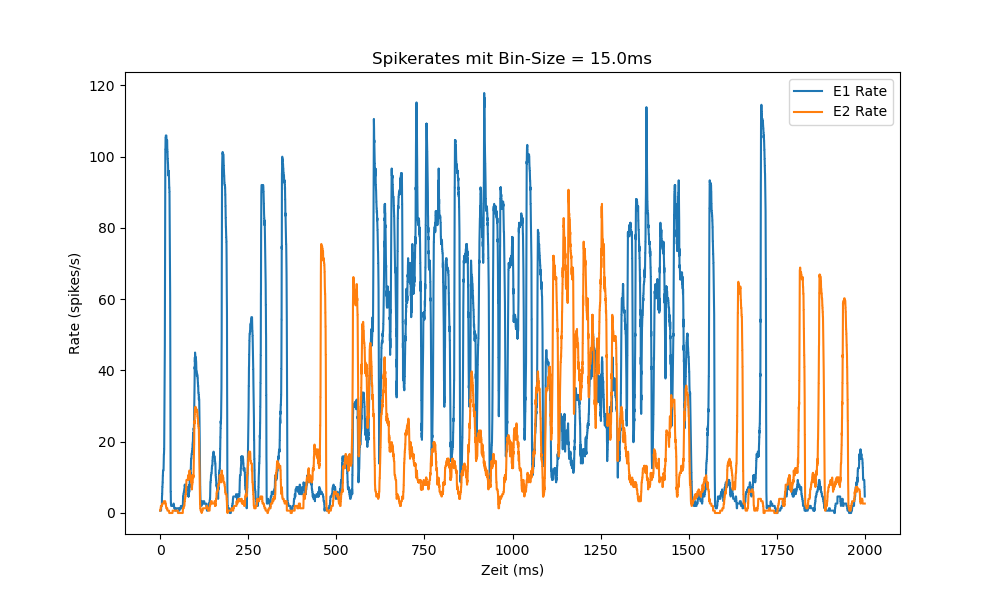 Spikerates mit Bin-Size = 15.0ms
E1 Rate
E2 Rate
120
100
80
60
40
20
0
Rate (spikes/s)
0 250 500 750 1000 1250 1500 1750 2000
Zeit (ms)